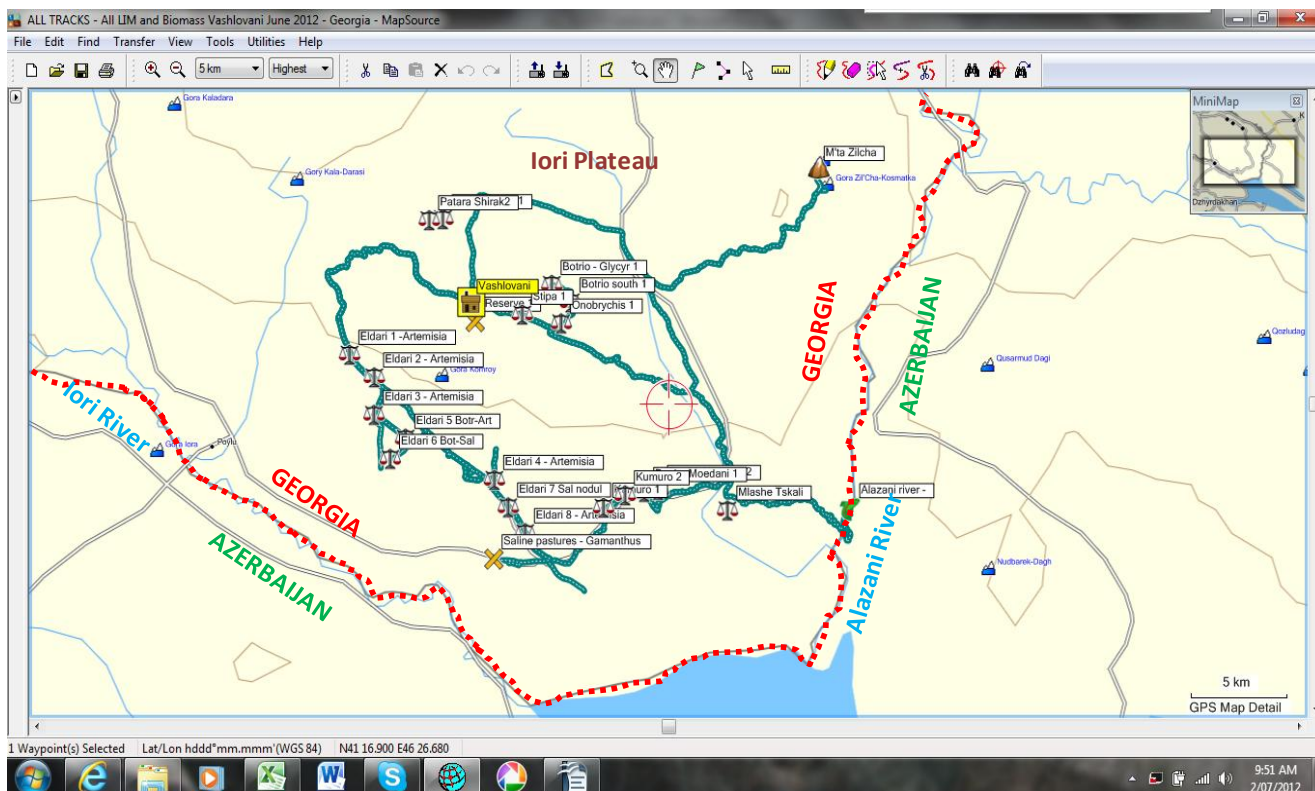 ALL TRACKS - All LIM and Biomass Vashlovani June 2012 - Georgia - MapSource
File Edit Find Transfer View Tools Utilities Help
5 km Highest
MiniMap
Dzhyrdakhan
K
Gora Kaladara
Iori Plateau
M'ta Zilcha
Gory Kala-Darasi
Gora Zil'Cha-Kosmatka
Patara Shirak2 1
Botrio - Glycyr 1
Vashlovani
Botrio south 1
Stipa 1
Reserve 1
Onobrychis 1
GEORGIA
AZERBAIJAN
Qozludag
Eldari 1 -Artemisia
Eldari 2 - Artemisia
Qusarmud Dagi
Gora Komroy
Iori River
Eldari 3 - Artemisia
Eldari 5 Botr-Art
Poylu
Gora Iora
Eldari 6 Bot-Sal
Eldari 4 - Artemisia
Kumuro 2
Moedani 1 2
Eldari 7 Sal nodul
Kumuro 1
Mlashe Tskali
Alazani river -
GEORGIA
Eldari 8 - Artemisia
Saline pastures - Gamanthus
AZERBAIJAN
Alazani River
Nudbarek-Dagh
5 km
GPS Map Detail
1 Waypoint(s) Selected Lat/Lon hddd°mm.mmm'(WGS 84) N41 16.900 E46 26.680
9:51 AM
2/07/2012